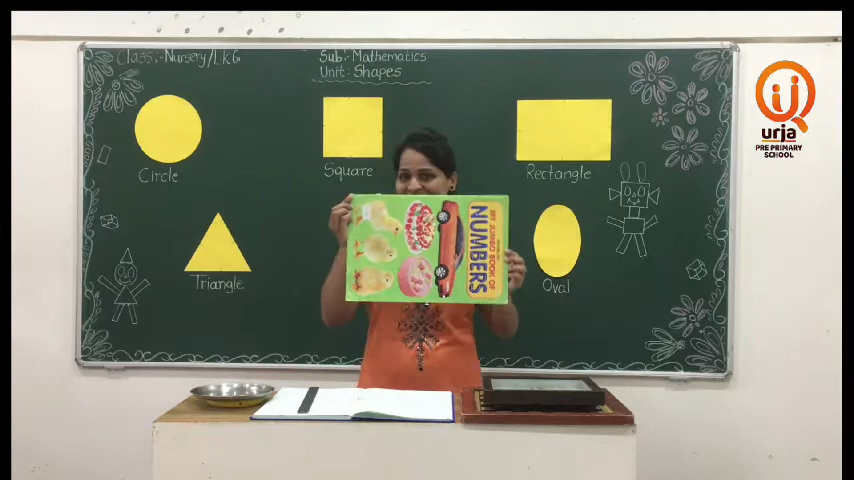 Class:- Nursery/LKG
Sub:- Mathematics
Unit: Shapes
Circle
Square
Rectangle
Triangle
Oval
MY JUMBO BOOK OF
NUMBERS
urja
PRE PRIMARY
SCHOOL